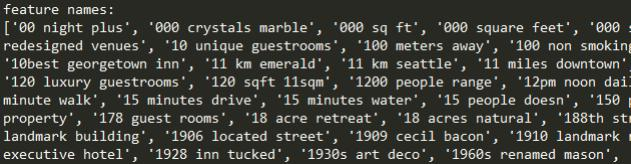 feature names:
['00 night plus', '000 crystals marble', '000 sq ft', '000 square feet', '000 s
redesigned venues', '10 unique guestrooms', '100 meters away', '100 non smoking
'10best georgetown inn', '11 km emerald', '11 km seattle', '11 miles downtown'
'120 luxury guestrooms', '120 sqft 11sqm', '1200 people range', '12pm noon dai
minute walk', '15 minutes drive', '15 minutes water', '15 people doesn', '150 p
property', '178 guest rooms', '18 acre retreat', '18 acres natural', '188th str
landmark building', '1906 located street', '1909 cecil bacon', '1910 landmark
executive hotel', '1928 inn tucked', '1930s art deco', '1960s renamed mason',